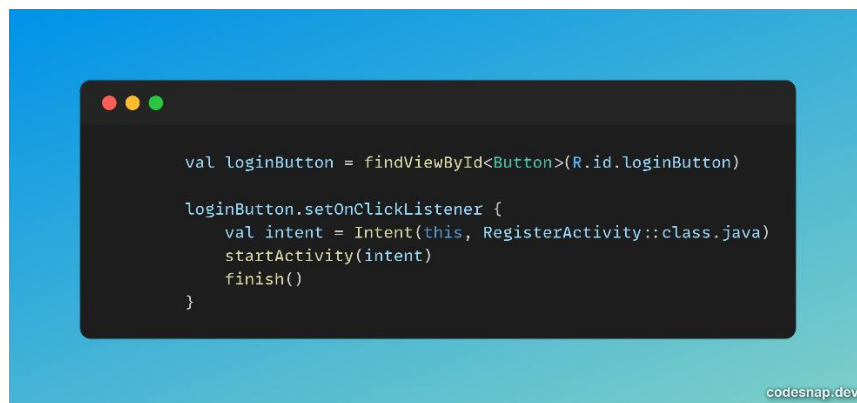 val loginButton = findViewById<Button>(R.id.loginButton)
loginButton.setOnClickListener {
val intent = Intent(this, RegisterActivity::class.java)
startActivity(intent)
finish()
}
codesnap.dev